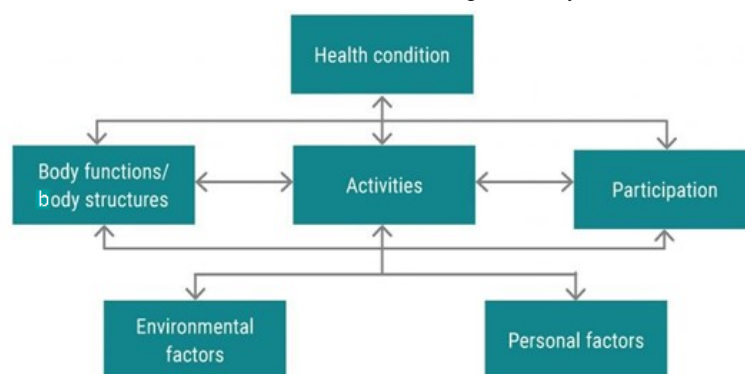 Health condition
Body functions/
body structures
Activities
Participation
Environmental
factors
Personal factors